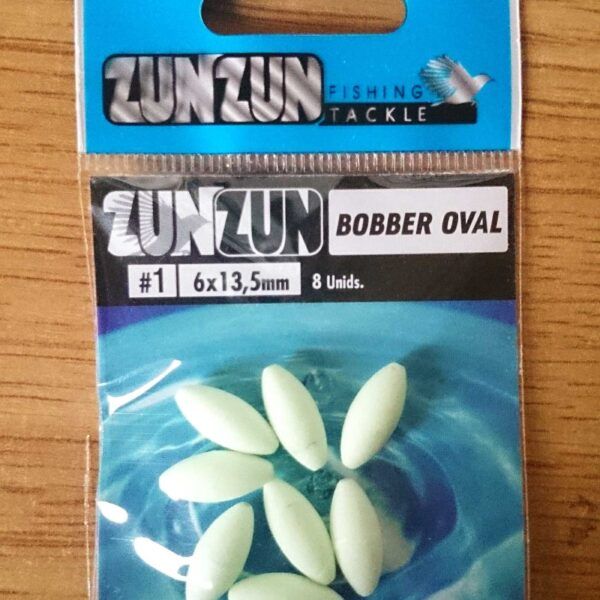 ZUNZUN
FISHING
TACKLE
ZUNZUN
BOBBER OVAL
#1 6x13,5mm 8 Unids.